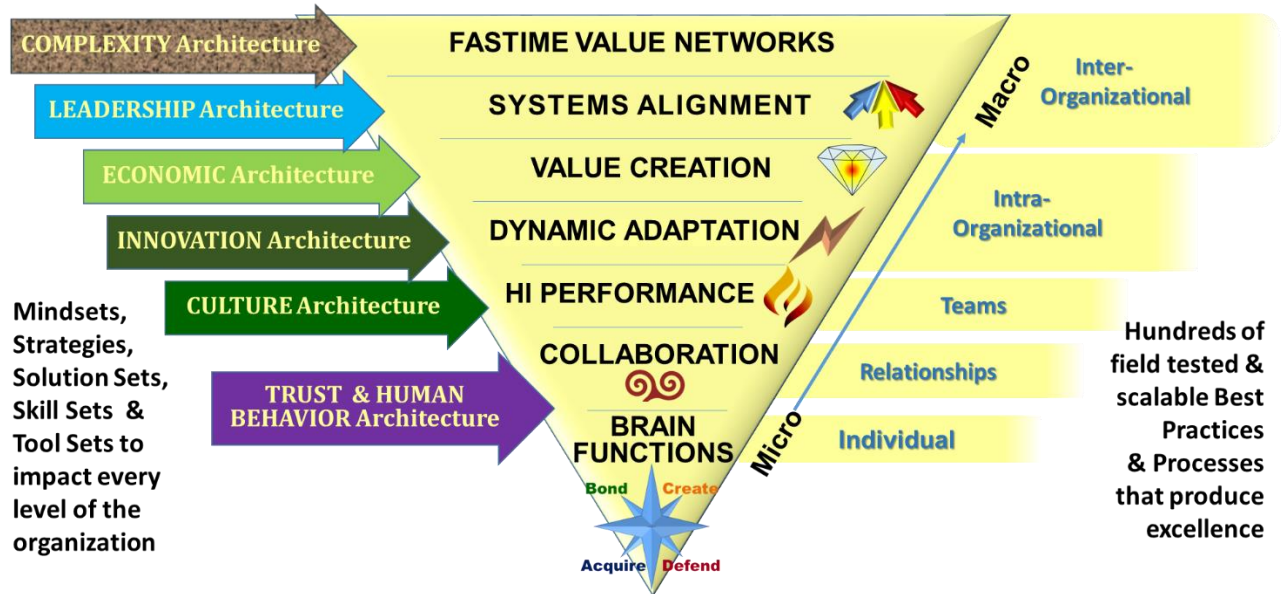 COMPLEXITY Architecture
LEADERSHIP Architecture
ECONOMIC Architecture
INNOVATION Architecture
CULTURE Architecture
TRUST & HUMAN
BEHAVIOR Architecture
Mindsets,
Strategies,
Solution Sets,
Skill Sets &
Tool Sets to
impact every
level of the
organization
FASTIME VALUE NETWORKS
SYSTEMS ALIGNMENT
VALUE CREATION
DYNAMIC ADAPTATION
HI PERFORMANCE
COLLABORATION
BRAIN
FUNCTIONS
Bond Create
Acquire Defend
Macro
Micro
Inter-
Organizational
Intra-
Organizational
Teams
Relationships
Individual
Hundreds of
field tested &
scalable Best
Practices
& Processes
that produce
excellence